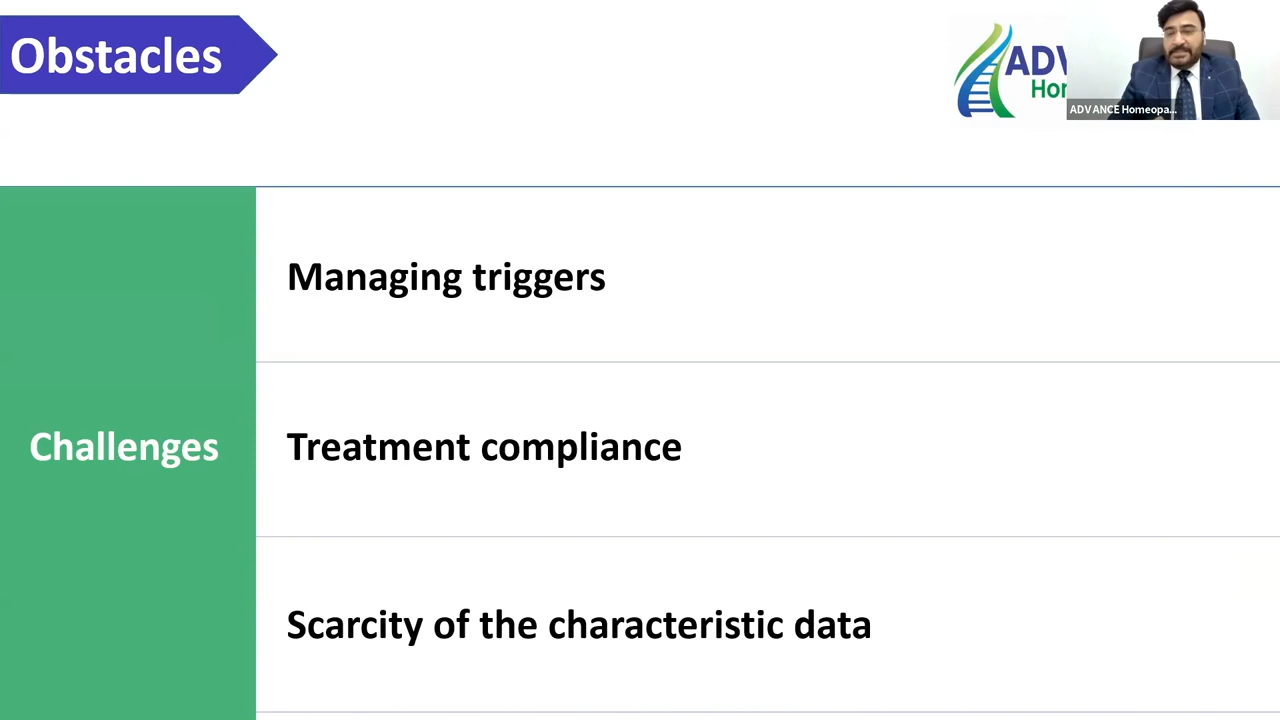 Obstacles
ADV
Hor
ADVANCE Homeopa...
Managing triggers
Challenges
Treatment compliance
Scarcity of the characteristic data